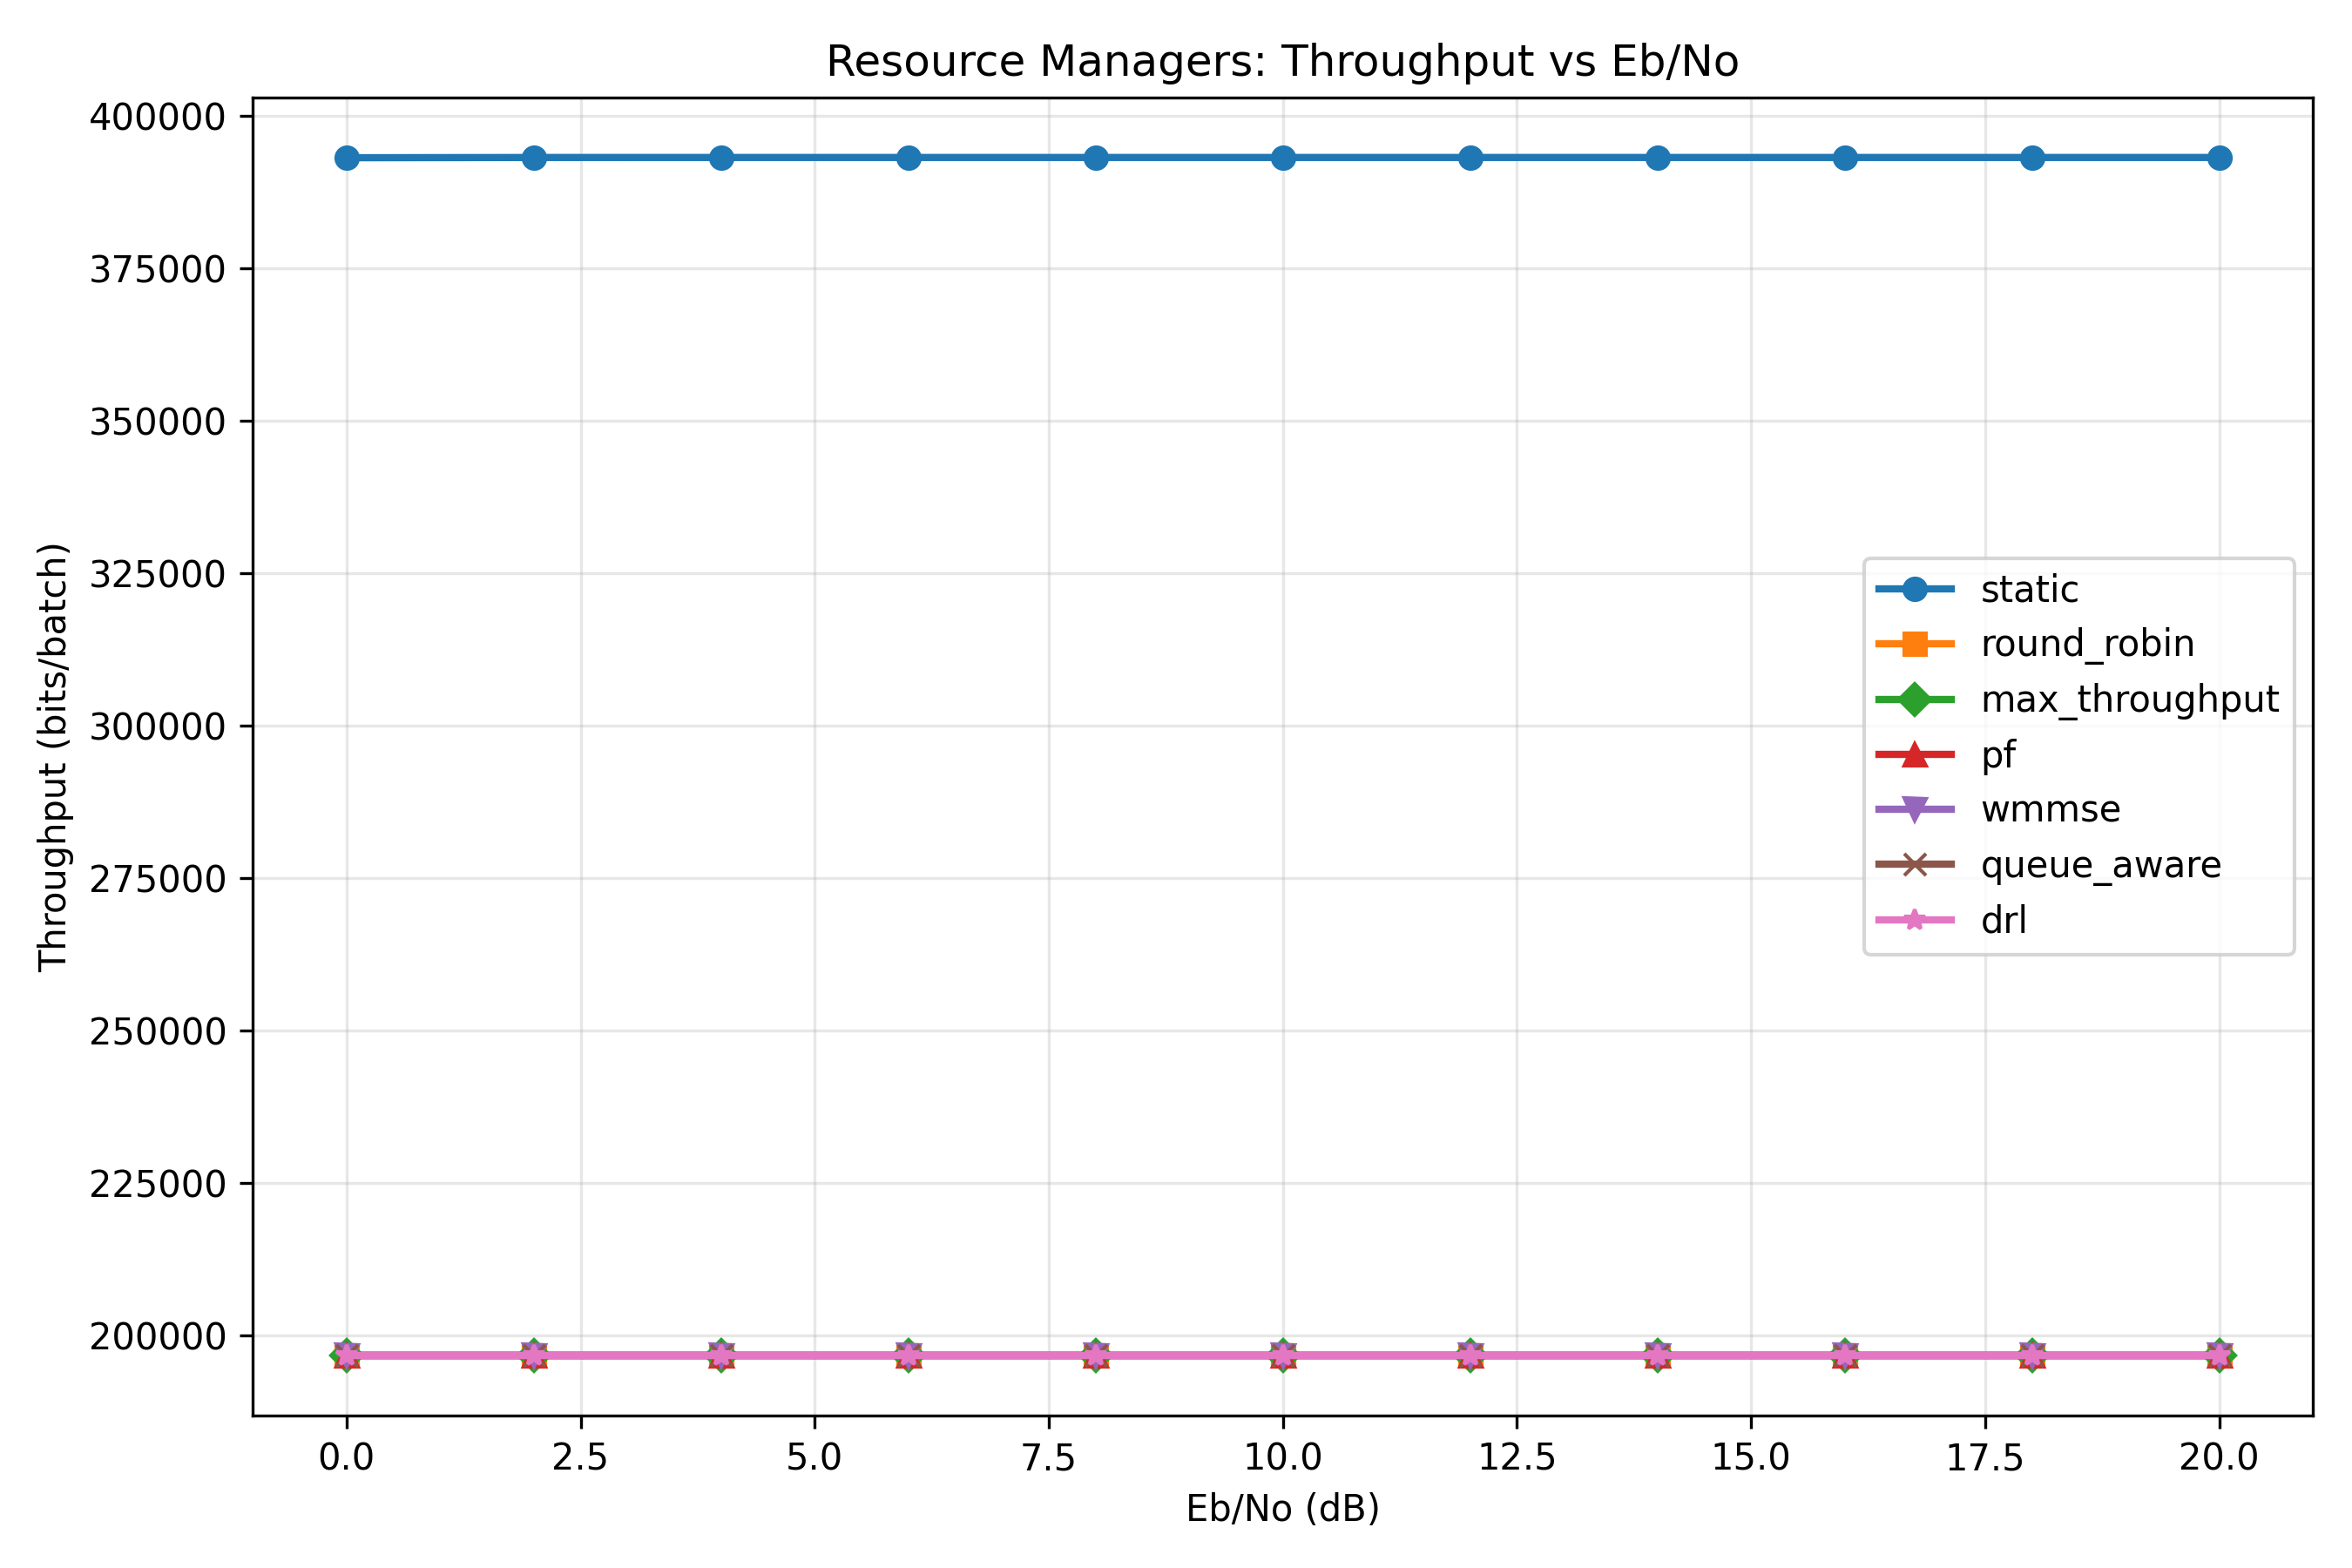 Resource Managers: Throughput vs Eb/No
Throughput (bits/batch)
400000
375000
350000
325000
300000
275000
250000
225000
200000
static
round_robin
max_throughput
pf
wmmse
queue_aware
drl
0.0 2.5 5.0 7.5 10.0 12.5 15.0 17.5 20.0
Eb/No (dB)